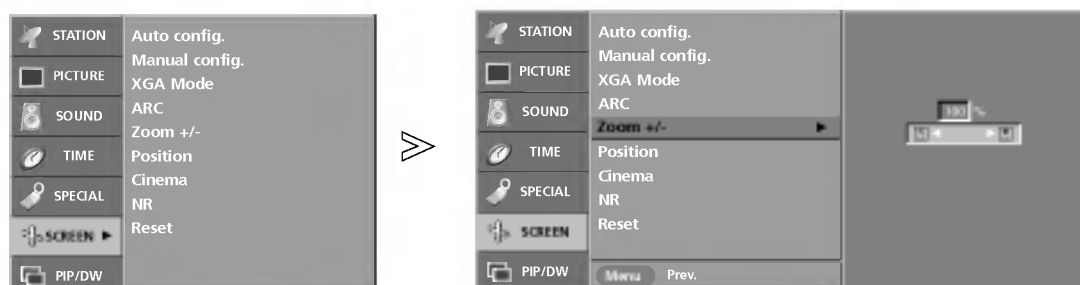 STATION
PICTURE
SOUND
TIME
SPECIAL
SCREEN
PIP/DW
Auto config.
Manual config.
XGA Mode
ARC
Zoom +/-
Position
Cinema
NR
Reset
STATION
PICTURE
SOUND
TIME
SPECIAL
SCREEN
PIP/DW
Auto config.
Manual config.
XGA Mode
ARC
Zoom +/-
Position
Cinema
NR
Reset
Menu Prev.
100 %